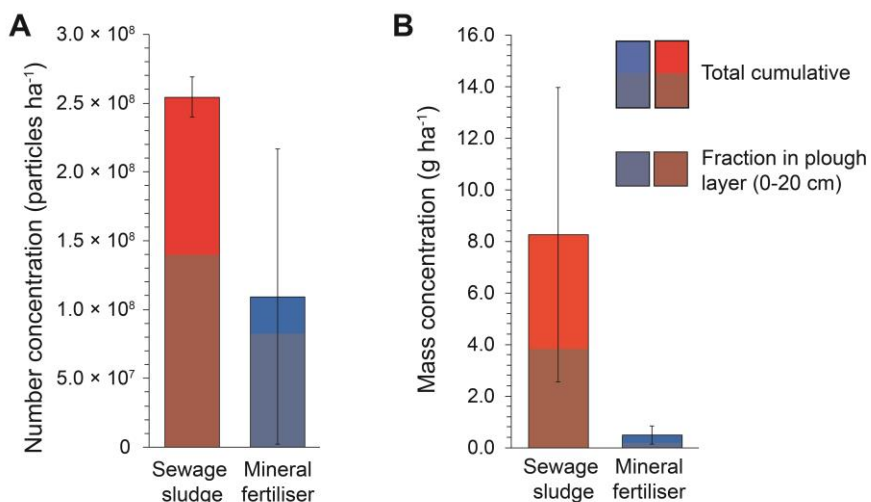 A
Number concentration (particles ha⁻¹)
3.0 × 10⁸
2.5 × 10⁸
2.0 × 10⁸
1.5 × 10⁸
1.0 × 10⁸
5.0 × 10⁷
0
Sewage
sludge
Mineral
fertiliser
B
Mass concentration (g ha⁻¹)
16.0
14.0
12.0
10.0
8.0
6.0
4.0
2.0
0.0
Sewage
sludge
Mineral
fertiliser
Total cumulative
Fraction in plough
layer (0-20 cm)